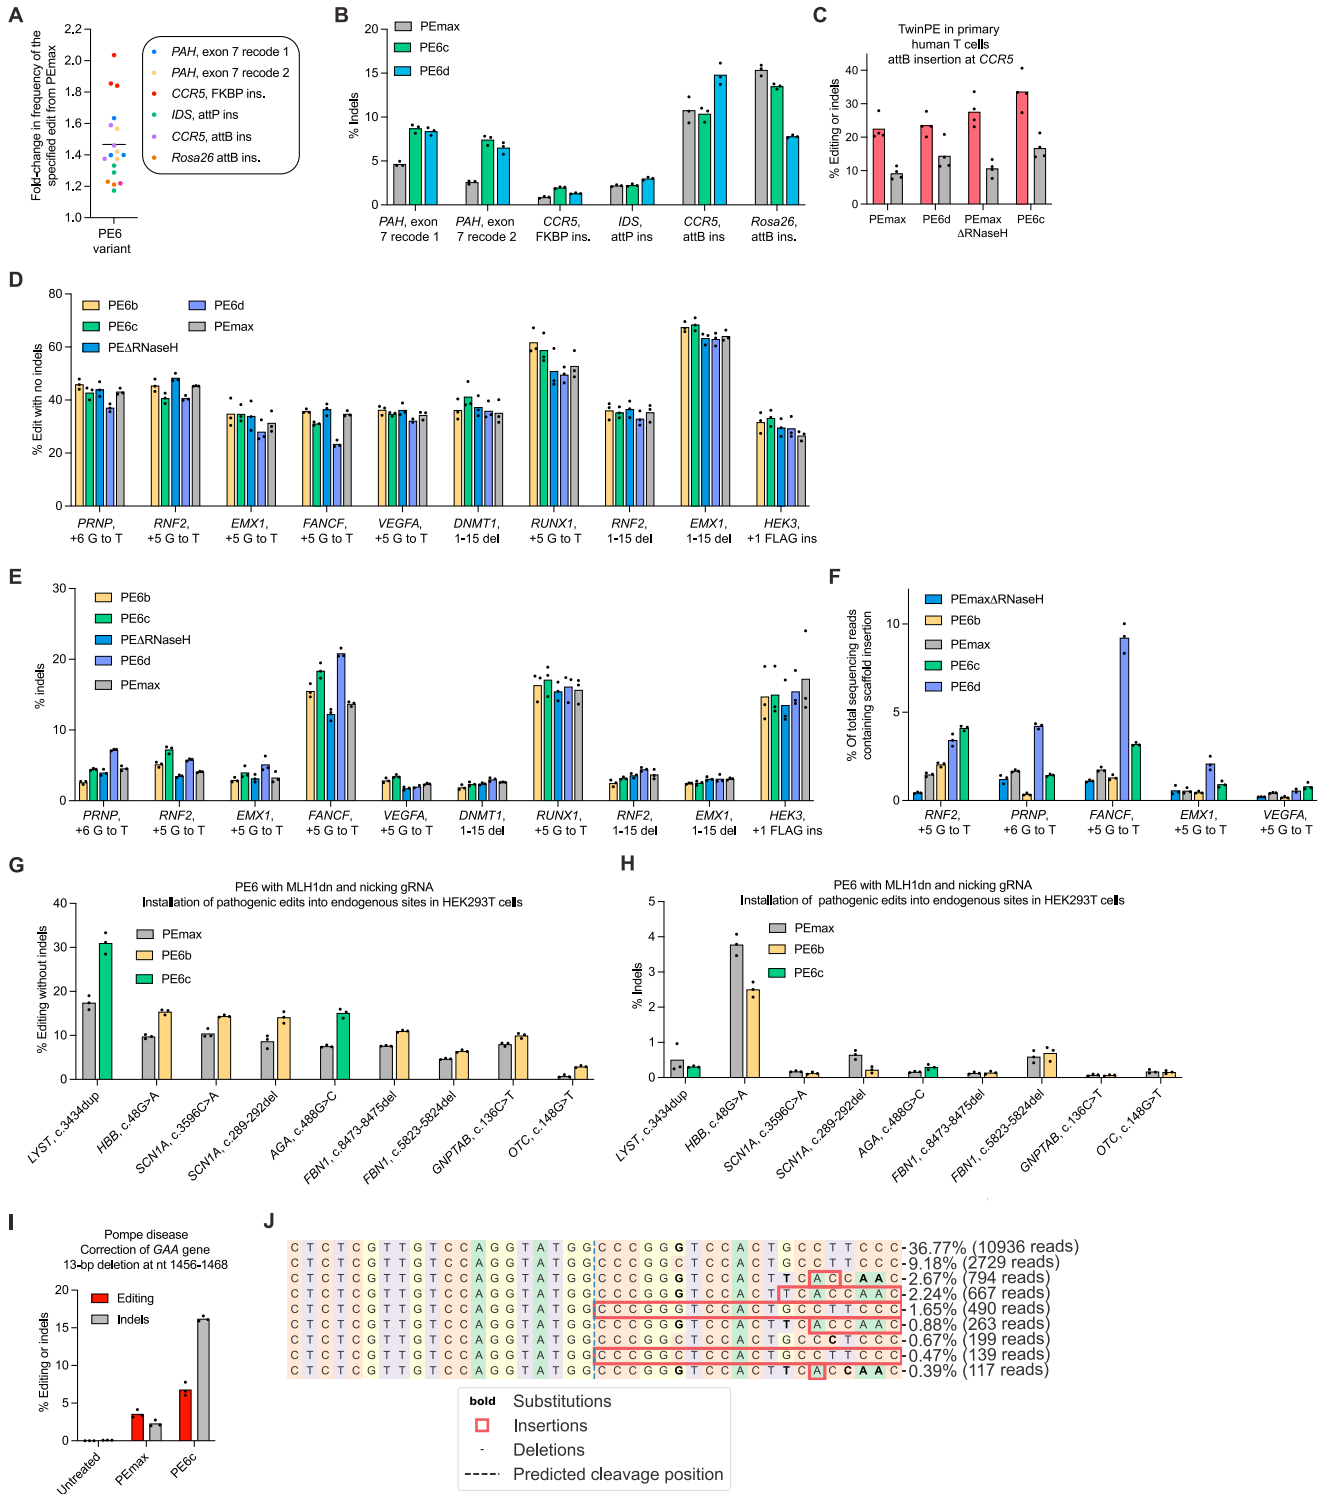 A
Fold-change in frequency of the
specified edit from PEmax
2.2
2.0
1.8
1.6
1.4
1.2
1.0
PE6
variant
PAH, exon 7 recode 1
PAH, exon 7 recode 2
CCR5, FKBP ins.
IDS, attP ins
CCR5, attB ins
Rosa26 attB ins.
B
% Indels
20
15
10
5
0
PEmax
PE6c
PE6d
PAH, exon
7 recode 1
PAH, exon
7 recode 2
CCR5,
FKBP ins.
IDS,
attP ins
CCR5,
attB ins
Rosa26,
attB ins.
C
TwinPE in primary
human T cells
attB insertion at CCR5
% Editing or indels
40
30
20
10
0
PEmax
PE6d
PEmax
ΔRNaseH
PE6c
D
% Edit with no indels
80
60
40
20
0
PE6b
PE6c
PEΔRNaseH
PE6d
PEmax
PRNP,
+6 G to T
RNF2,
+5 G to T
EMX1,
+5 G to T
FANCF,
+5 G to T
VEGFA,
+5 G to T
DNMT1,
1-15 del
RUNX1,
+5 G to T
RNF2,
1-15 del
EMX1,
1-15 del
HEK3,
+1 FLAG ins
E
% indels
30
20
10
0
PE6b
PE6c
PEΔRNaseH
PE6d
PEmax
PRNP,
+6 G to T
RNF2,
+5 G to T
EMX1,
+5 G to T
FANCF,
+5 G to T
VEGFA,
+5 G to T
DNMT1,
1-15 del
RUNX1,
+5 G to T
RNF2,
1-15 del
EMX1,
1-15 del
HEK3,
+1 FLAG ins
F
% Of total sequencing reads
containing scaffold insertion
10
5
0
PEmaxΔRNaseH
PE6b
PEmax
PE6c
PE6d
RNF2,
+5 G to T
PRNP,
+6 G to T
FANCF,
+5 G to T
EMX1,
+5 G to T
VEGFA,
+5 G to T
G
PE6 with MLH1dn and nicking gRNA
Installation of pathogenic edits into endogenous sites in HEK293T cells
% Editing without indels
40
30
20
10
0
PEmax
PE6b
PE6c
LYST, c.3434dup
HBB, c.48G>A
SCN1A, c.3596C>A
SCN1A, c.289-292del
AGA, c.488G>C
FBN1, c.8473-8475del
FBN1, c.5823-5824del
GNPTAB, c.136C>T
OTC, c.148G>T
H
PE6 with MLH1dn and nicking gRNA
Installation of pathogenic edits into endogenous sites in HEK293T cells
% Indels
5
4
3
2
1
0
PEmax
PE6b
PE6c
LYST, c.3434dup
HBB, c.48G>A
SCN1A, c.3596C>A
SCN1A, c.289-292del
AGA, c.488G>C
FBN1, c.8473-8475del
FBN1, c.5823-5824del
GNPTAB, c.136C>T
OTC, c.148G>T
I
Pompe disease
Correction of GAA gene
13-bp deletion at nt 1456-1468
% Editing or indels
20
15
10
5
0
Editing
Indels
Untreated
PEmax
PE6c
J
C T C T C G T T G T C C A G G T A T G G C C C G G G T C C A C T G C C T T C C C -36.77% (10936 reads)
C T C T C G T T G T C C A G G T A T G G C C C G G C T C C A C T G C C T T C C C -9.18% (2729 reads)
C T C T C G T T G T C C A G G T A T G G C C C G G G T C C A C T T C A C C A A C -2.67% (794 reads)
C T C T C G T T G T C C A G G T A T G G C C C G G G T C C A C T T C A C C A A C -2.24% (667 reads)
C T C T C G T T G T C C A G G T A T G G C C C G G G T C C A C T G C C T T C C C -1.65% (490 reads)
C T C T C G T T G T C C A G G T A T G G C C C G G G T C C A C T T C A C C A A C -0.88% (263 reads)
C T C T C G T T G T C C A G G T A T G G C C C G G C T C C A C T G C C C T C C C -0.67% (199 reads)
C T C T C G T T G T C C A G G T A T G G C C C G G C T C C A C T G C C T T C C C -0.47% (139 reads)
C T C T C G T T G T C C A G G T A T G G C C C G G G T C C A C T T C A C C A A C -0.39% (117 reads)
bold Substitutions
Insertions
- Deletions
Predicted cleavage position